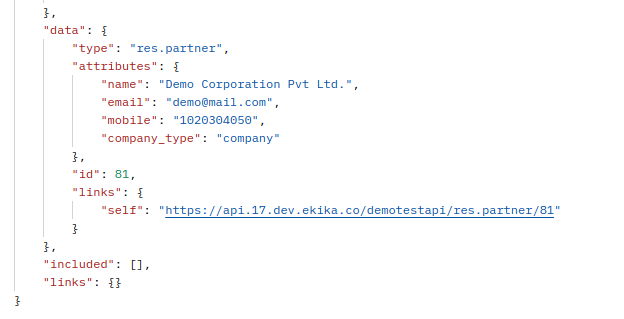 },
"data": {
"type": "res.partner",
"attributes": {
"name": "Demo Corporation Pvt Ltd.",
"email": "demo@mail.com",
"mobile": "1020304050",
"company_type": "company"
},
"id": 81,
"links": {
"self": "https://api.17.dev.ekika.co/demotestapi/res.partner/81"
}
},
"included": [],
"links": {}
}